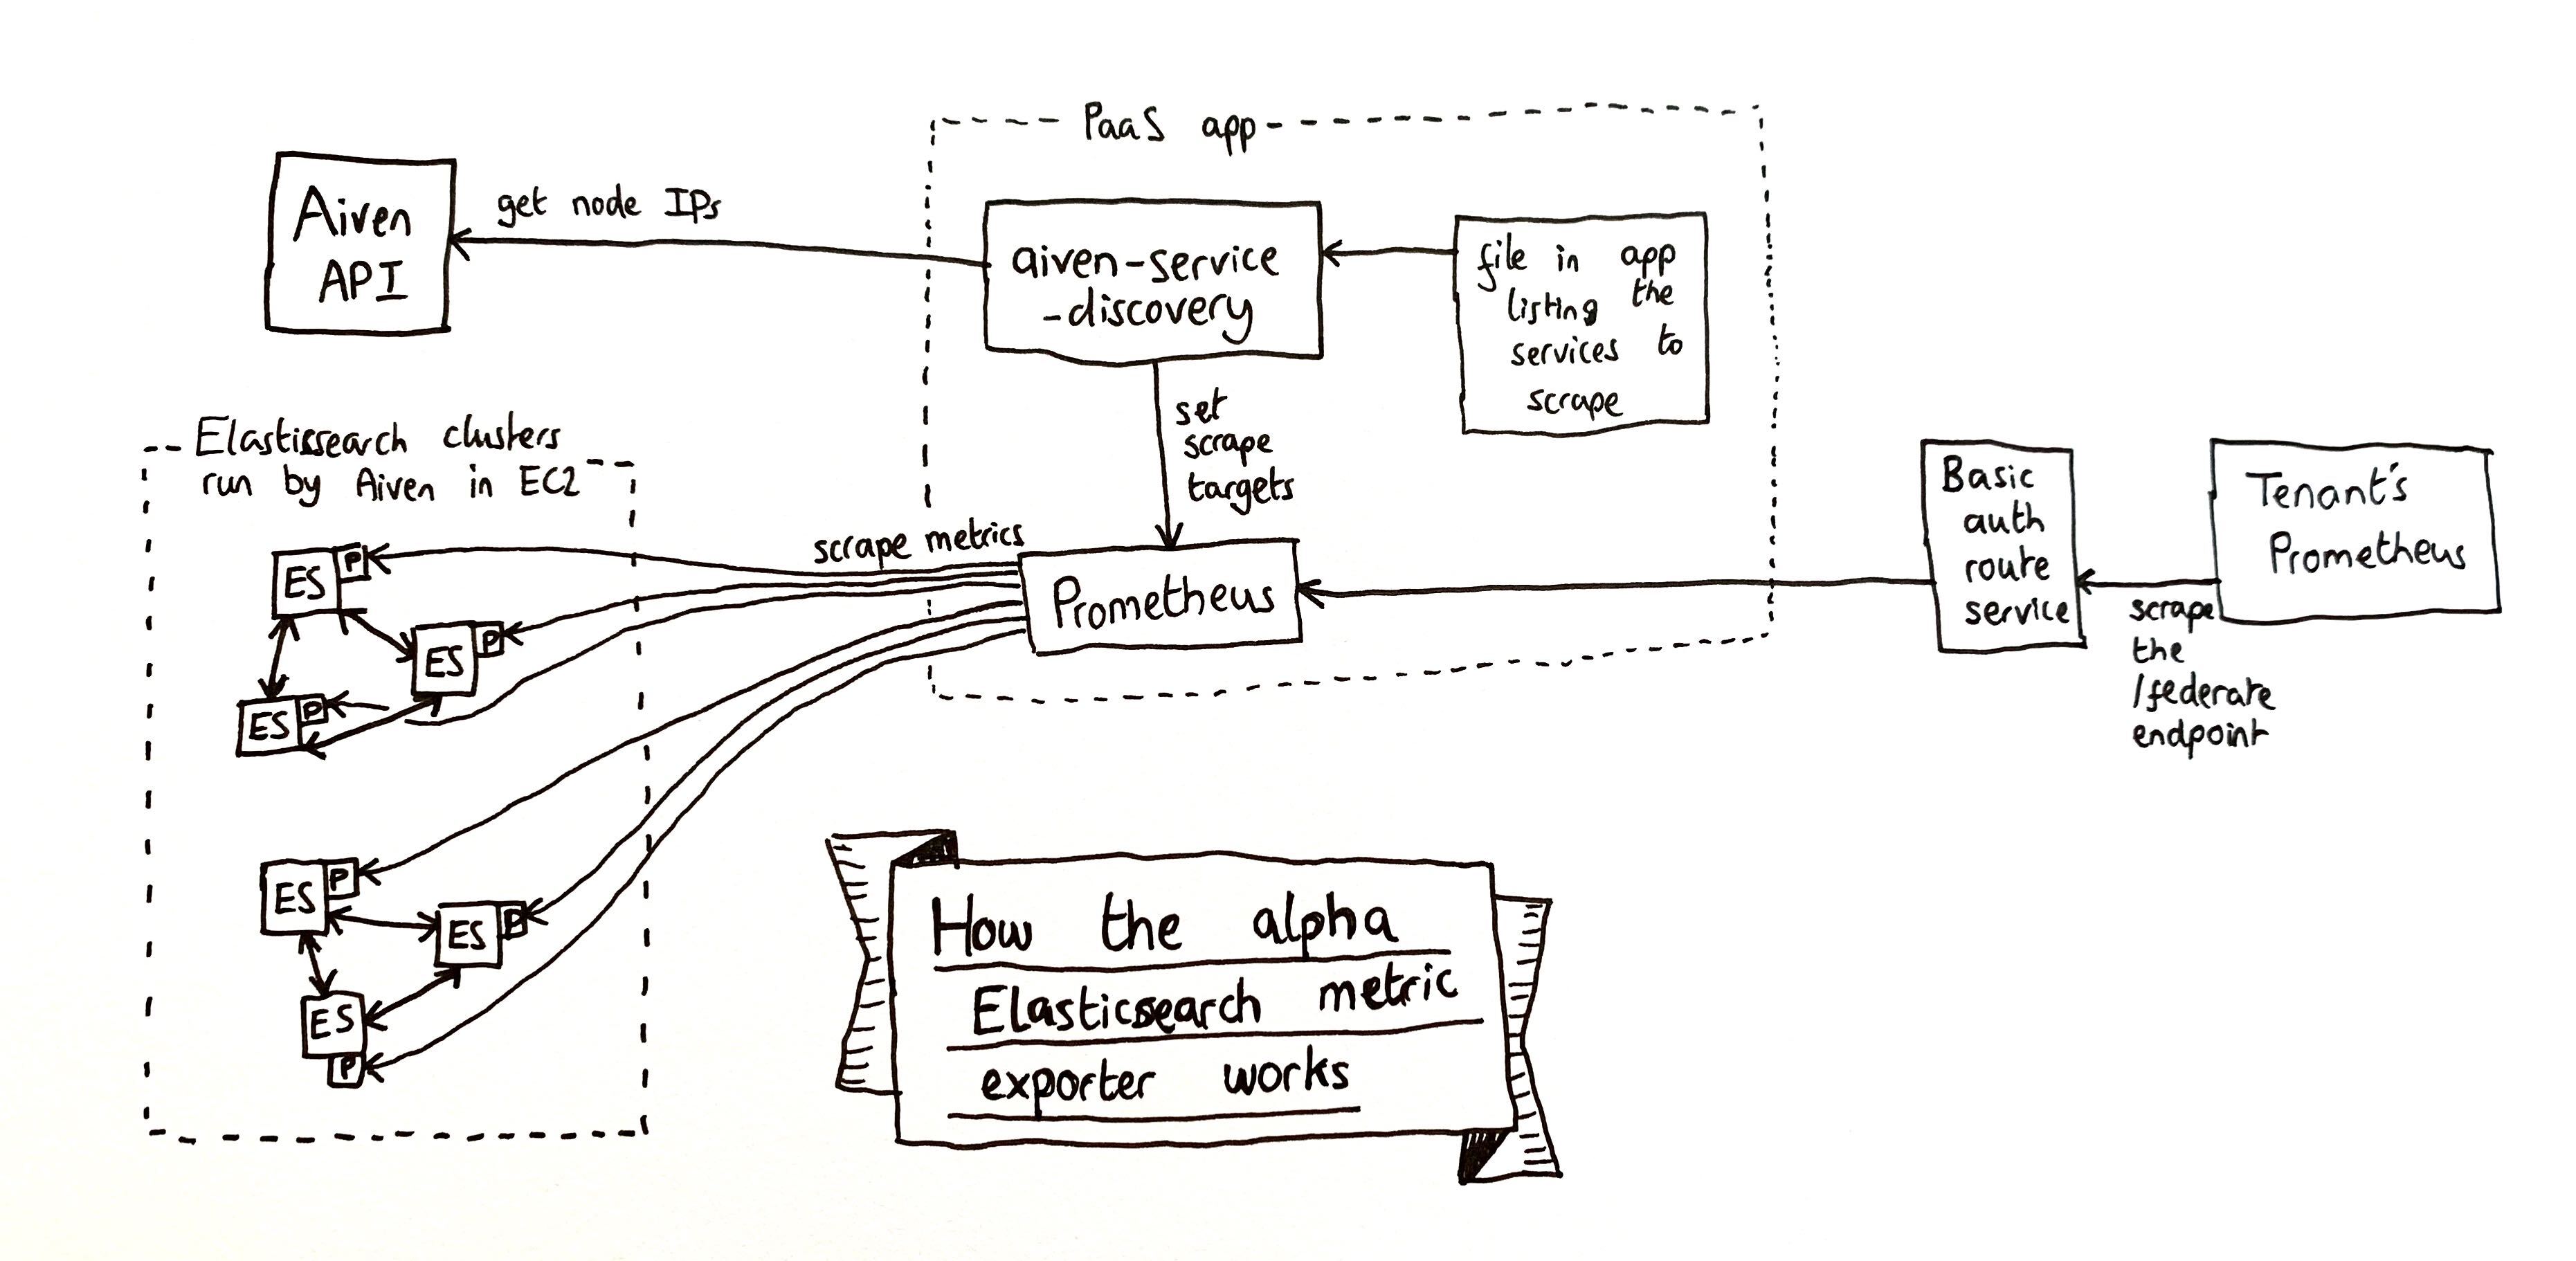 PaaS app
Aiven
API
get node IPs
aiven-service
-discovery
file in app
listing the
services to
scrape
set
scrape
targets
Elasticsearch clusters
run by Aiven in EC2
scrape metrics
Prometheus
Basic
auth
route
service
Tenant's
Prometheus
scrape
the
/federate
endpoint
ES P
ES P
ES P
ES P
ES P
ES
P
How the alpha
Elasticsearch metric
exporter works